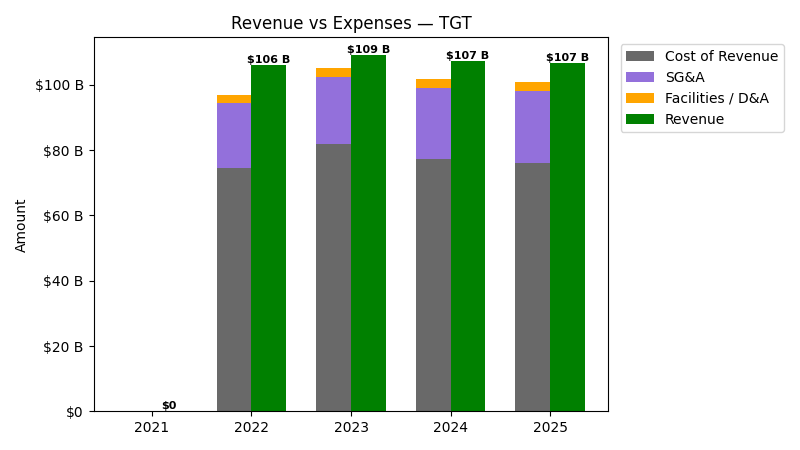 Revenue vs Expenses — TGT
Cost of Revenue
SG&A
Facilities / D&A
Revenue
Amount
$100 B
$80 B
$60 B
$40 B
$20 B
$0
$0
$106 B
$109 B
$107 B
$107 B
2021
2022
2023
2024
2025